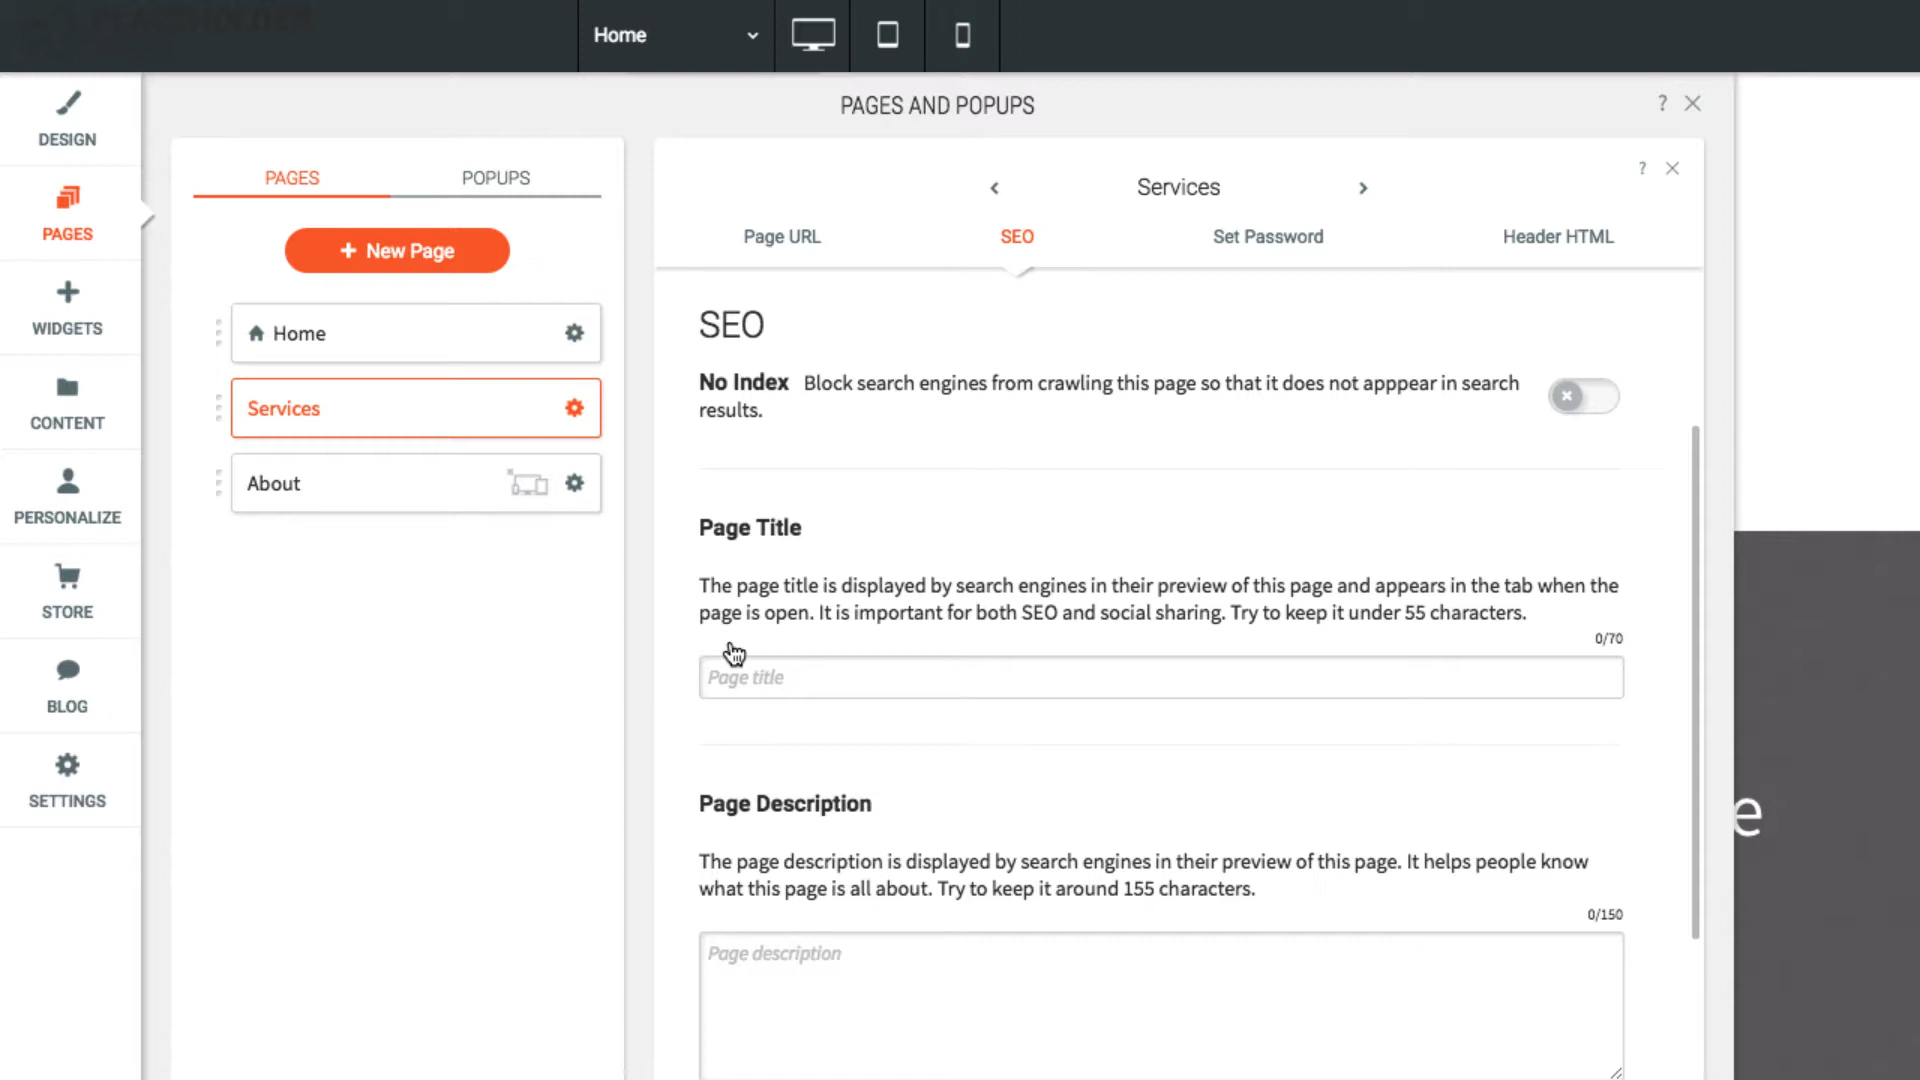 Home
PAGES AND POPUPS
?
DESIGN
PAGES
WIDGETS
CONTENT
PERSONALIZE
STORE
BLOG
SETTINGS
PAGES
POPUPS
+ New Page
Home
Services
About
?
Services
Page URL
SEO
Set Password
Header HTML
SEO
No Index Block search engines from crawling this page so that it does not apppear in search
results.
Page Title
The page title is displayed by search engines in their preview of this page and appears in the tab when the
page is open. It is important for both SEO and social sharing. Try to keep it under 55 characters.
0/70
Page title
Page Description
The page description is displayed by search engines in their preview of this page. It helps people know
what this page is all about. Try to keep it around 155 characters.
0/150
Page description
e